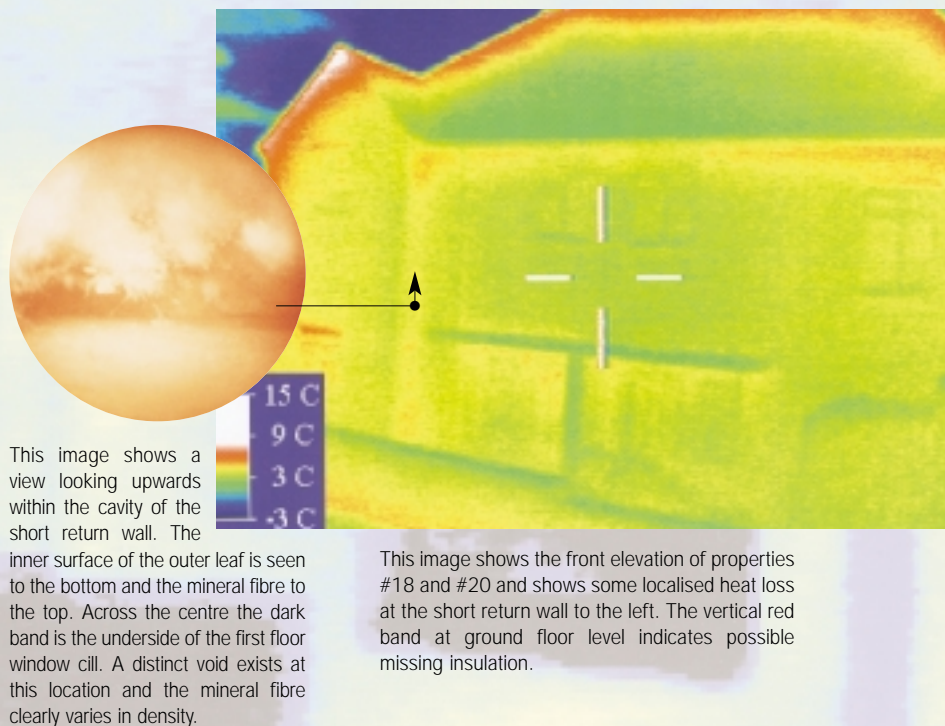 15 C
9 C
3 C
-3 C
This image shows a
view looking upwards
within the cavity of the
short return wall. The
inner surface of the outer leaf is seen
to the bottom and the mineral fibre to
the top. Across the centre the dark
band is the underside of the first floor
window cill. A distinct void exists at
this location and the mineral fibre
clearly varies in density.
This image shows the front elevation of properties
#18 and #20 and shows some localised heat loss
at the short return wall to the left. The vertical red
band at ground floor level indicates possible
missing insulation.